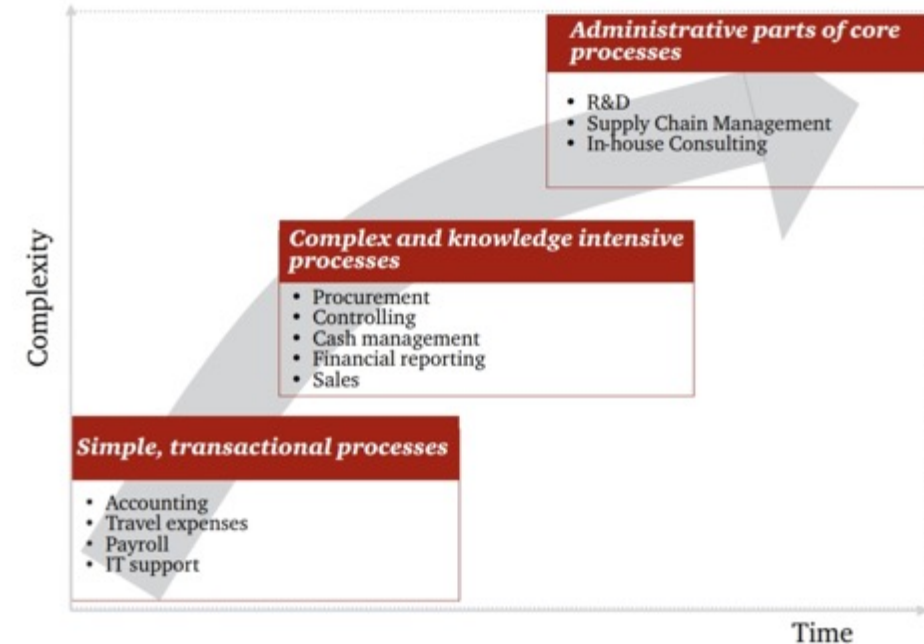 Administrative parts of core
processes
• R&D
• Supply Chain Management
• In-house Consulting
Complexity
Complex and knowledge intensive
processes
• Procurement
• Controlling
• Cash management
• Financial reporting
• Sales
Simple, transactional processes
• Accounting
• Travel expenses
• Payroll
• IT support
Time